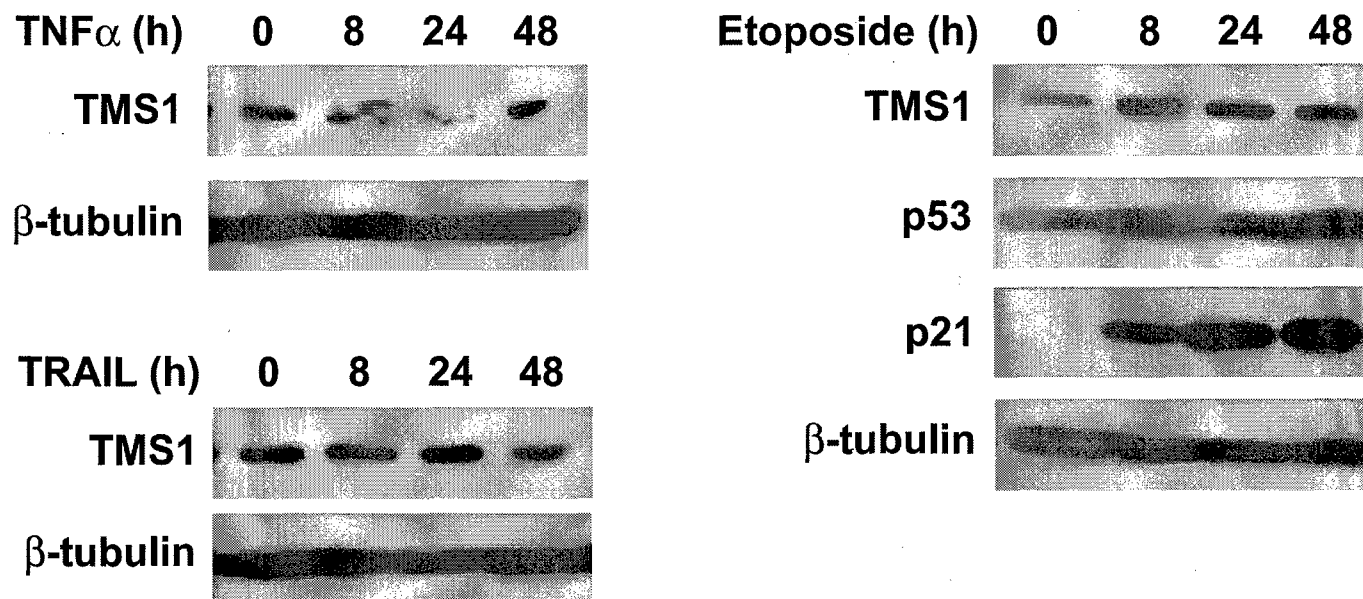 TNFα (h) 0 8 24 48
TMS1
β-tubulin
TRAIL (h) 0 8 24 48
TMS1
β-tubulin
Etoposide (h) 0 8 24 48
TMS1
p53
p21
β-tubulin